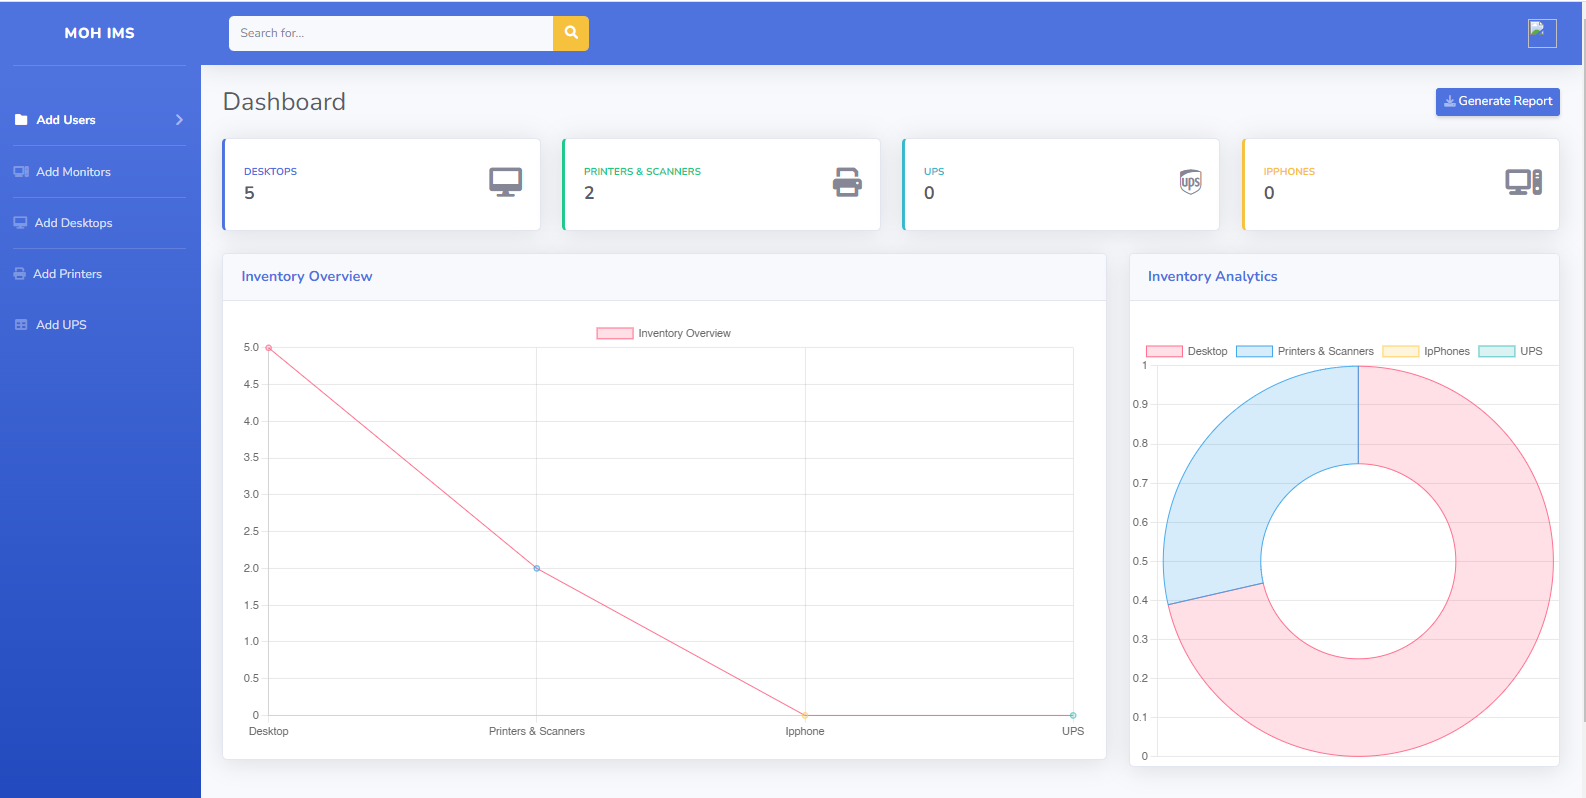 MOH IMS
Search for...
Add Users
Add Monitors
Add Desktops
Add Printers
Add UPS
Dashboard
Generate Report
DESKTOPS
5
PRINTERS & SCANNERS
2
UPS
0
ups
IPPHONES
0
Inventory Overview
Inventory Overview
5.0
4.5
4.0
3.5
3.0
2.5
2.0
1.5
1.0
0.5
0
Desktop Printers & Scanners Ipphone UPS
Inventory Analytics
Desktop Printers & Scanners IpPhones UPS
1
0.9
0.8
0.7
0.6
0.5
0.4
0.3
0.2
0.1
0